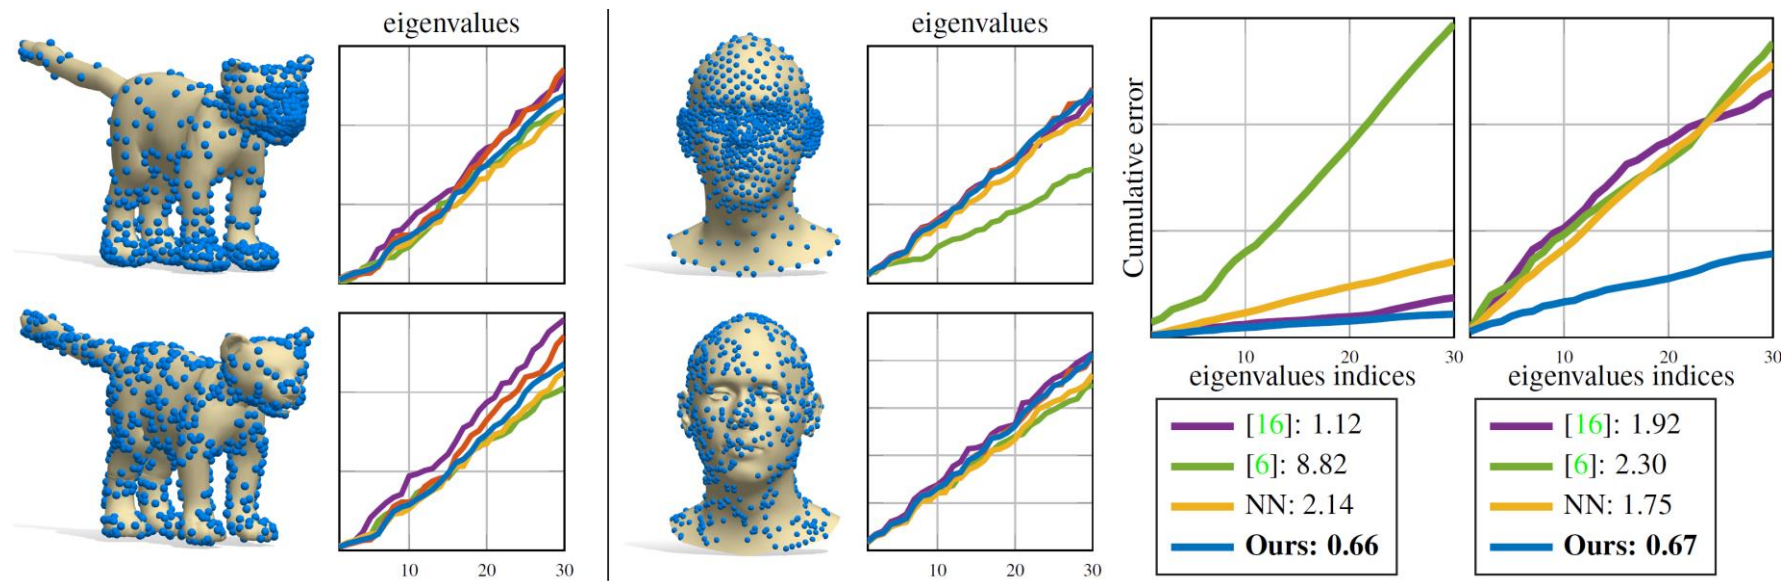 eigenvalues
eigenvalues
10
20
30
10
20
30
Cumulative error
10
20
30
10
20
30
eigenvalues indices
eigenvalues indices
[16]: 1.12
[6]: 8.82
NN: 2.14
Ours: 0.66
[16]: 1.92
[6]: 2.30
NN: 1.75
Ours: 0.67